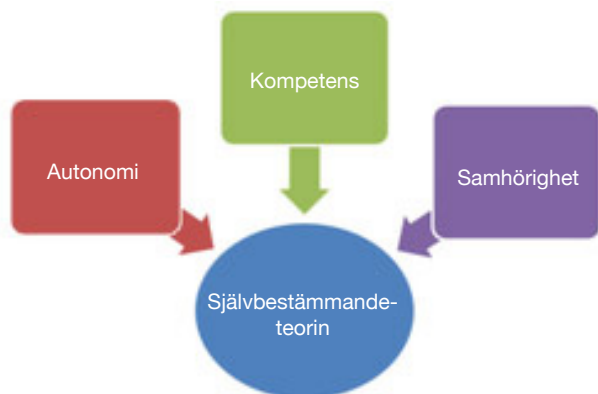 Kompetens
Autonomi
Samhörighet
Självbestämmande-
teorin